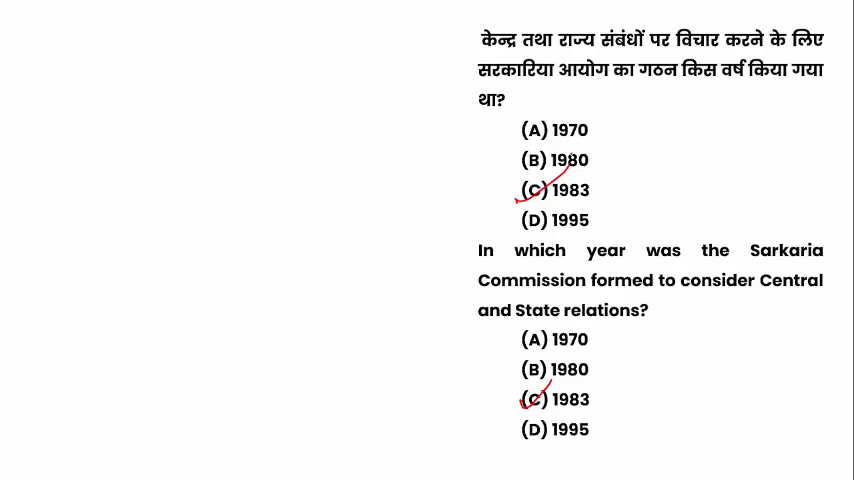 केन्द्र तथा राज्य संबंधों पर विचार करने के लिए
सरकारिया आयोग का गठन किस वर्ष किया गया
था?
(A) 1970
(B) 1980
(C) 1983
(D) 1995
In which year was the Sarkaria
Commission formed to consider Central
and State relations?
(A) 1970
(B) 1980
(C) 1983
(D) 1995